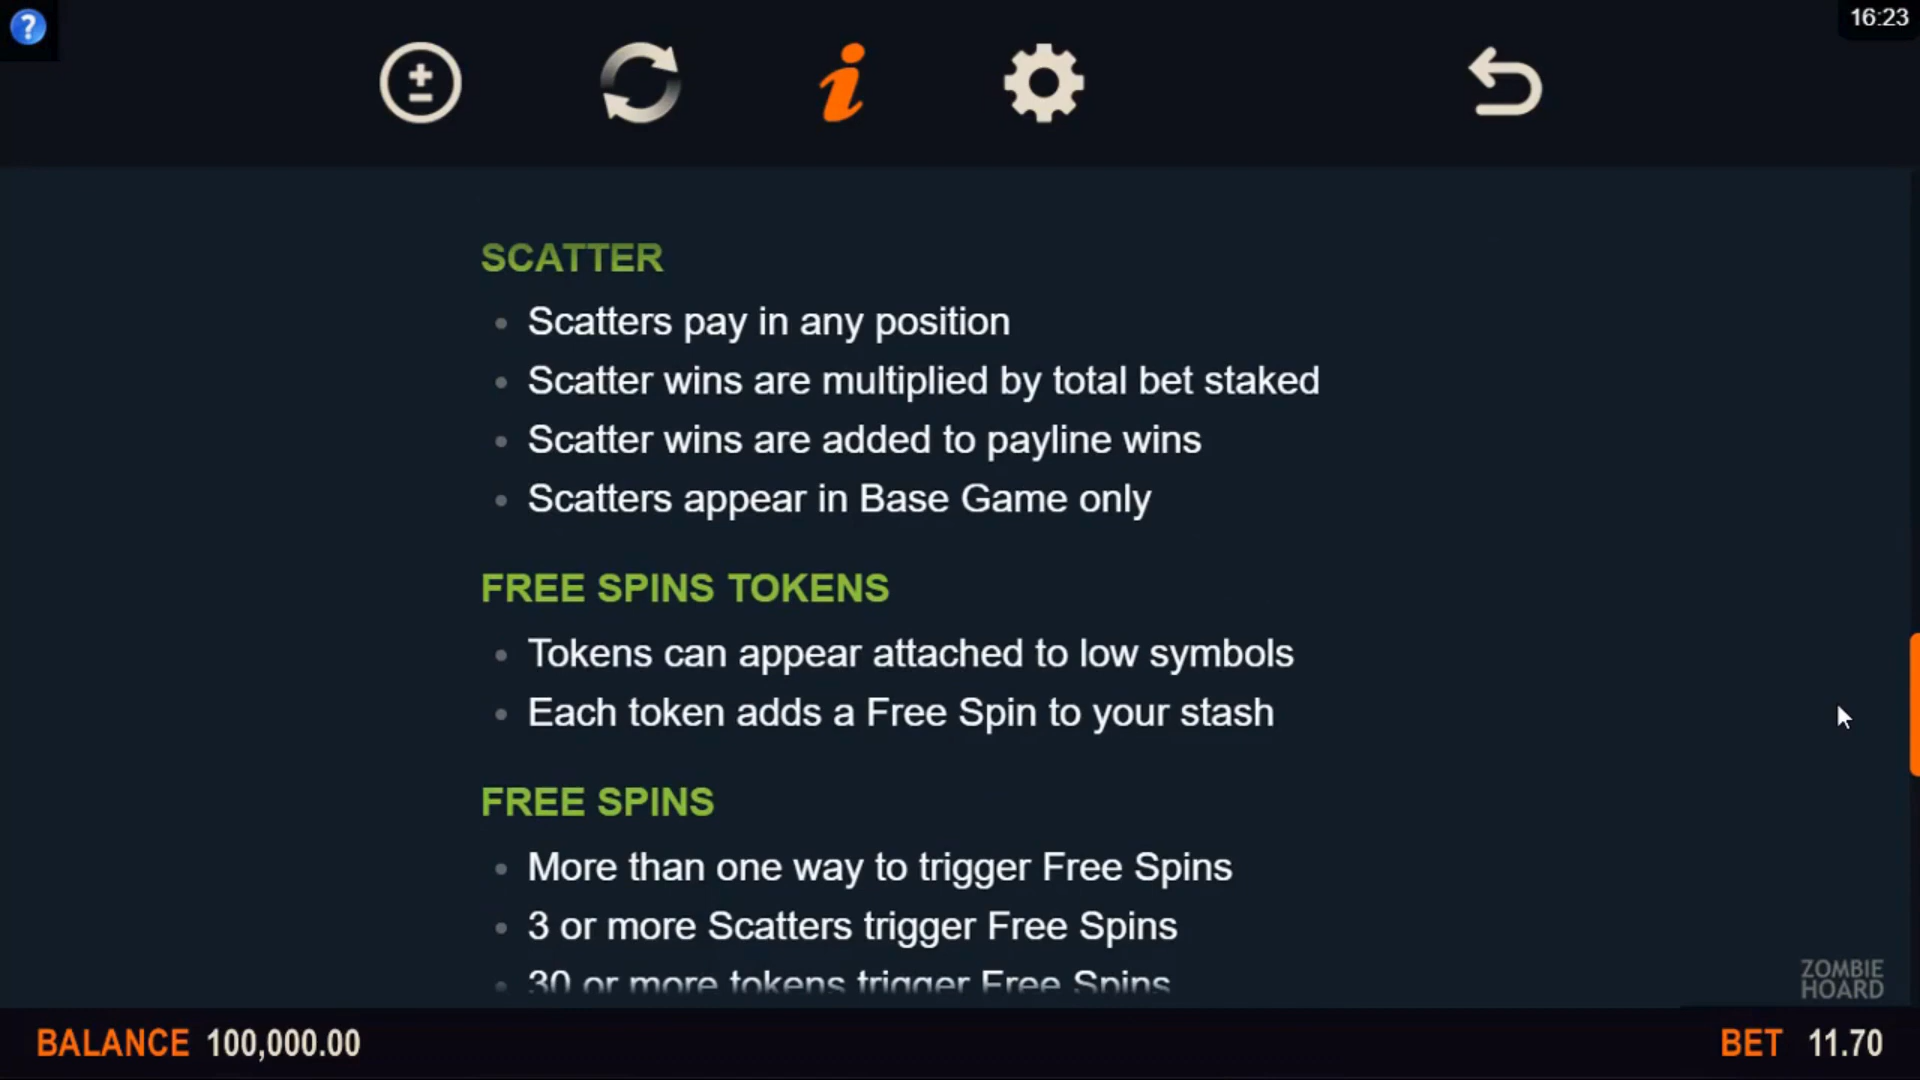 16:23
SCATTER
Scatters pay in any position
Scatter wins are multiplied by total bet staked
Scatter wins are added to payline wins
Scatters appear in Base Game only
FREE SPINS TOKENS
Tokens can appear attached to low symbols
Each token adds a Free Spin to your stash
FREE SPINS
More than one way to trigger Free Spins
3 or more Scatters trigger Free Spins
30 or more tokens trigger Free Spins
ZOMBIE
HOARD
BALANCE 100,000.00
BET 11.70